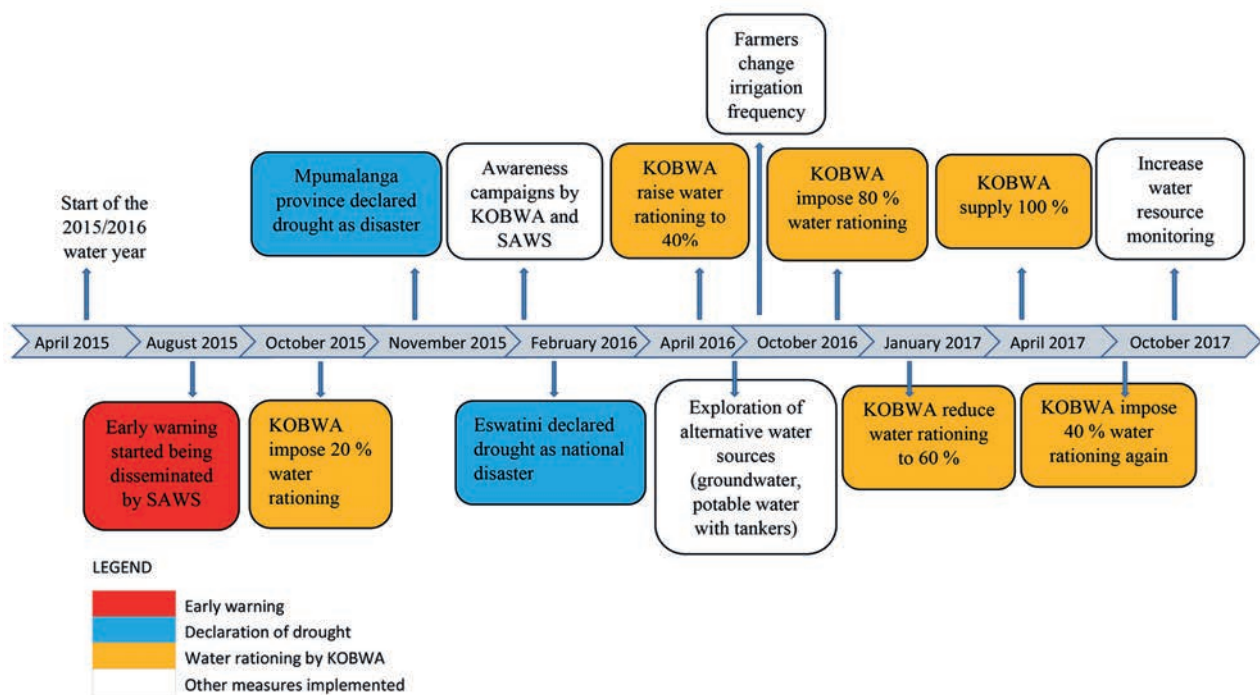 Farmers
change
irrigation
frequency
Start of the
2015/2016
water year
Mpumalanga
province declared
drought as disaster
Awareness
campaigns by
KOBWA and
SAWS
KOBWA
raise water
rationing to
40%
KOBWA
impose 80 %
water rationing
KOBWA
supply 100 %
Increase
water
resource
monitoring
April 2015
August 2015
October 2015
November 2015
February 2016
April 2016
October 2016
January 2017
April 2017
October 2017
Early warning
started being
disseminated
by SAWS
KOBWA
impose 20 %
water
rationing
Eswatini declared
drought as national
disaster
Exploration of
alternative water
sources
(groundwater,
potable water
with tankers)
KOBWA reduce
water rationing
to 60 %
KOBWA impose
40 % water
rationing again
LEGEND
Early warning
Declaration of drought
Water rationing by KOBWA
Other measures implemented